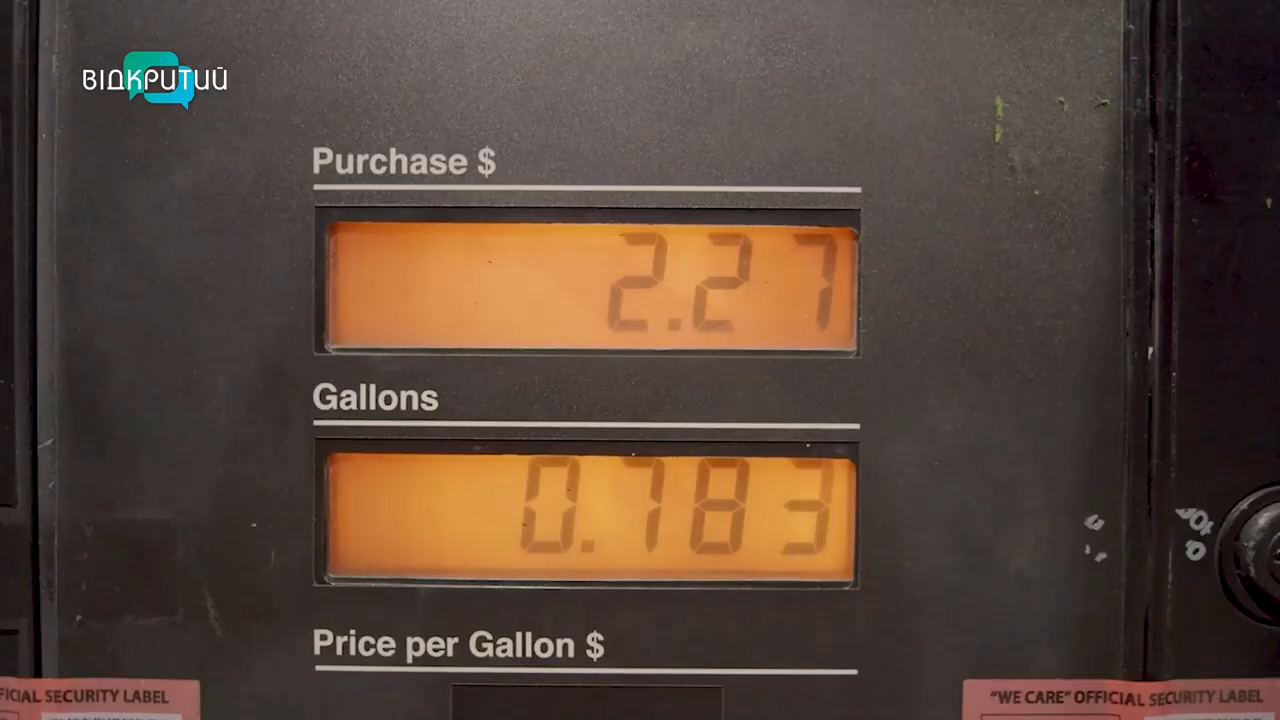 ВІДКРИТИЙ
Purchase $
2.27
Gallons
0.783
Price per Gallon $
FICIAL SECURITY LABEL
"WE CARE" OFFICIAL SECURITY LABEL